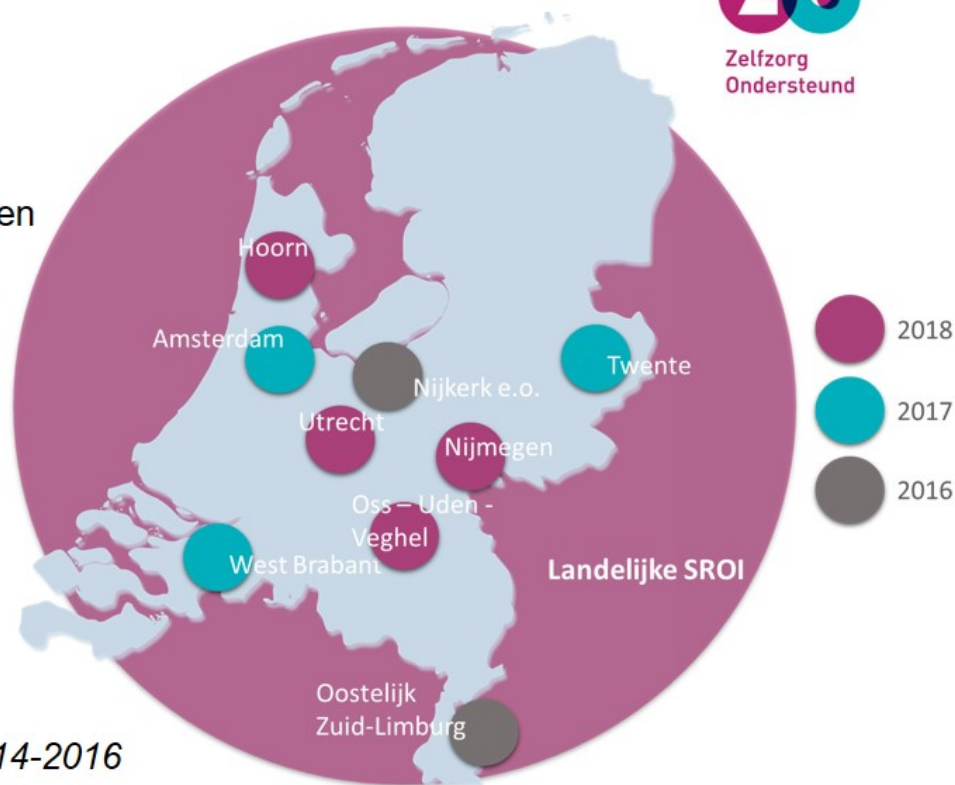 Zelfzorg
Ondersteund
en
Hoorn
Amsterdam
Nijkerk e.o.
Twente
Utrecht
Nijmegen
Oss – Uden -
Veghel
West Brabant
Landelijke SROI
Oostelijk
Zuid-Limburg
2018
2017
2016
14-2016